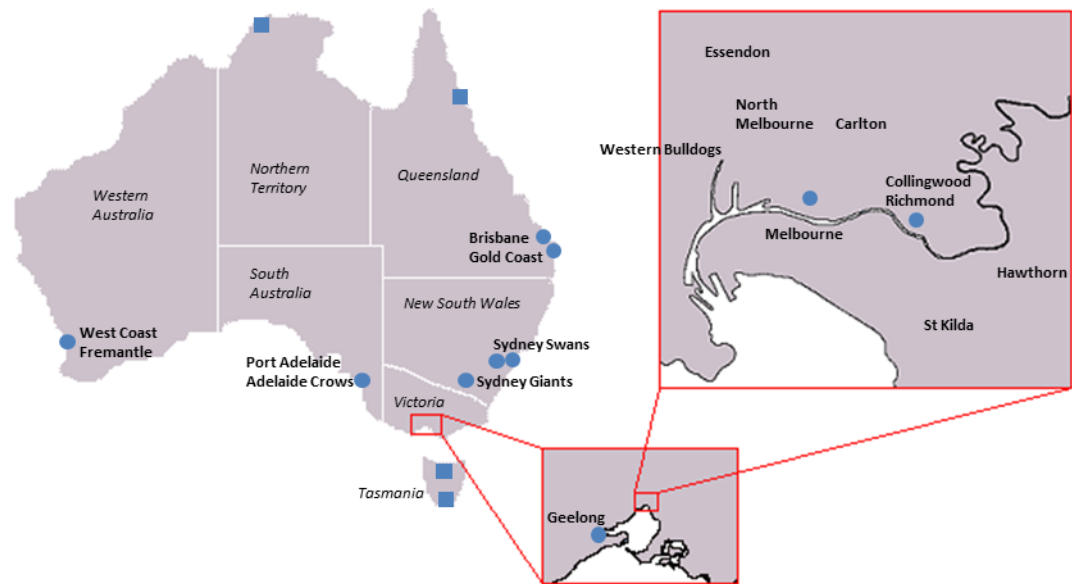 Essendon
North
Melbourne
Carlton
Western Bulldogs
Collingwood
Richmond
Melbourne
Hawthorn
St Kilda
Northern
Territory
Queensland
Western
Australia
Brisbane
Gold Coast
South
Australia
New South Wales
West Coast
Fremantle
Sydney Swans
Port Adelaide
Adelaide Crows
Sydney Giants
Victoria
Tasmania
Geelong